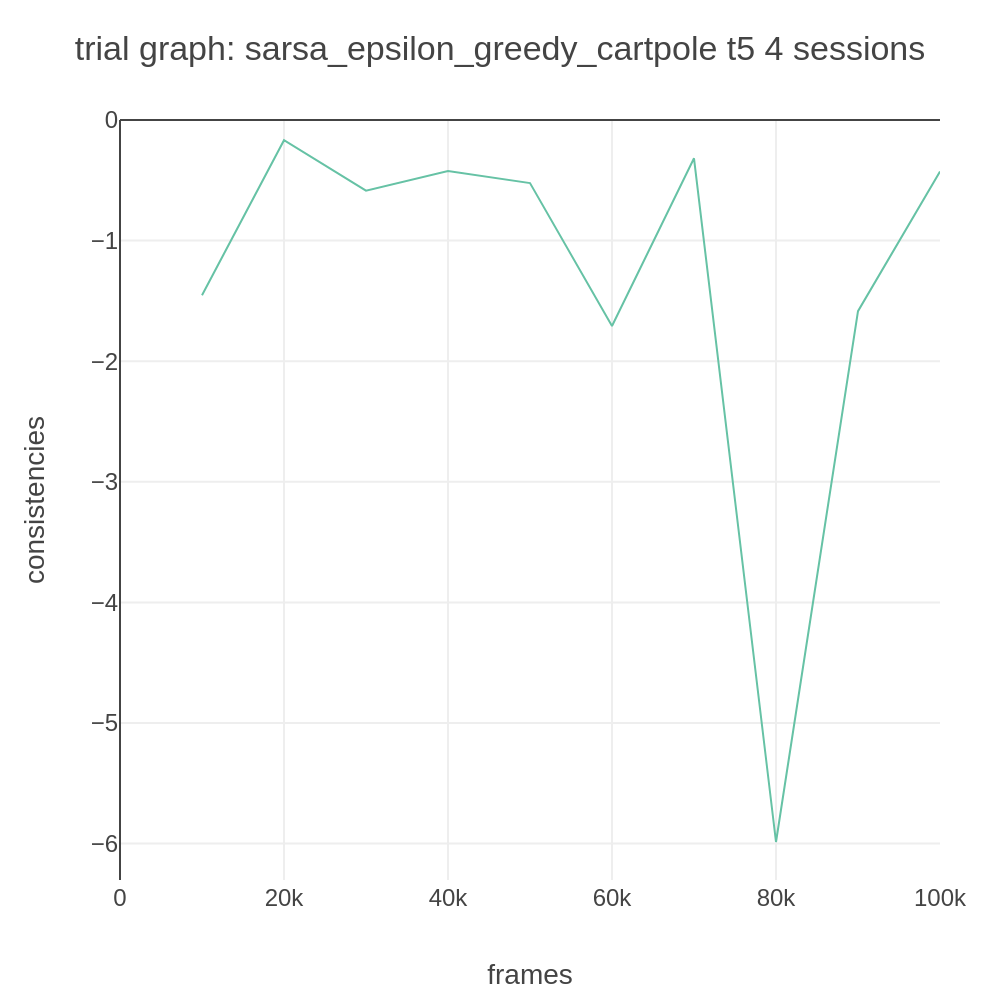 trial graph: sarsa_epsilon_greedy_cartpole t5 4 sessions
0
−1
−2
−3
−4
−5
−6
consistencies
0 20k 40k 60k 80k 100k
frames